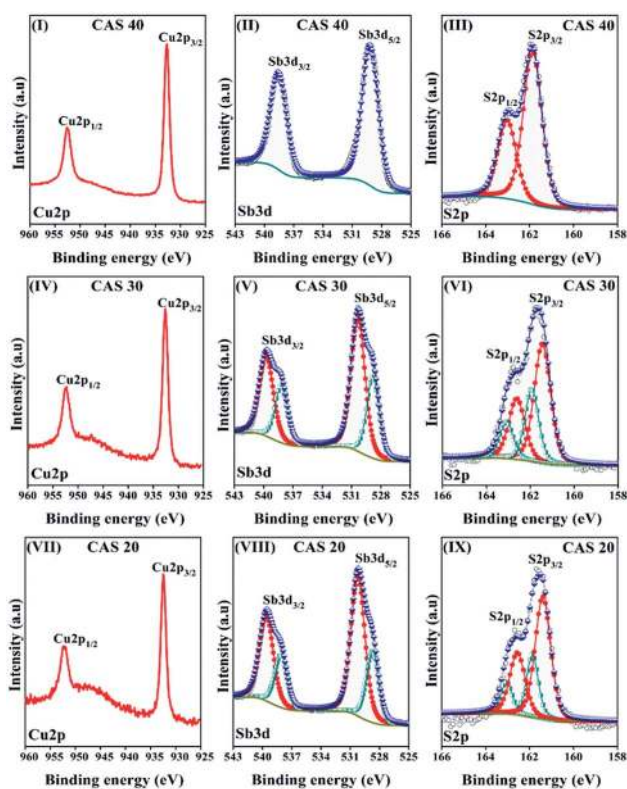 (I) CAS 40
Cu2p3/2
Cu2p1/2
Intensity (a.u)
Cu2p
960 955 950 945 940 935 930 925
Binding energy (eV)
(II) CAS 40
Sb3d5/2
Sb3d3/2
Intensity (a.u)
Sb3d
543 540 537 534 531 528 525
Binding energy (eV)
(III) CAS 40
S2p3/2
S2p1/2
Intensity (a.u)
S2p
166 164 162 160 158
Binding energy (eV)
(IV) CAS 30
Cu2p3/2
Cu2p1/2
Intensity (a.u)
Cu2p
960 955 950 945 940 935 930 925
Binding energy (eV)
(V) CAS 30
Sb3d5/2
Sb3d3/2
Intensity (a.u)
Sb3d
543 540 537 534 531 528 525
Binding energy (eV)
(VI) CAS 30
S2p3/2
S2p1/2
Intensity (a.u)
S2p
166 164 162 160 158
Binding energy (eV)
(VII) CAS 20
Cu2p3/2
Cu2p1/2
Intensity (a.u)
Cu2p
960 955 950 945 940 935 930 925
Binding energy (eV)
(VIII) CAS 20
Sb3d5/2
Sb3d3/2
Intensity (a.u)
Sb3d
543 540 537 534 531 528 525
Binding energy (eV)
(IX) CAS 20
S2p3/2
S2p1/2
Intensity (a.u)
S2p
166 164 162 160 158
Binding energy (eV)